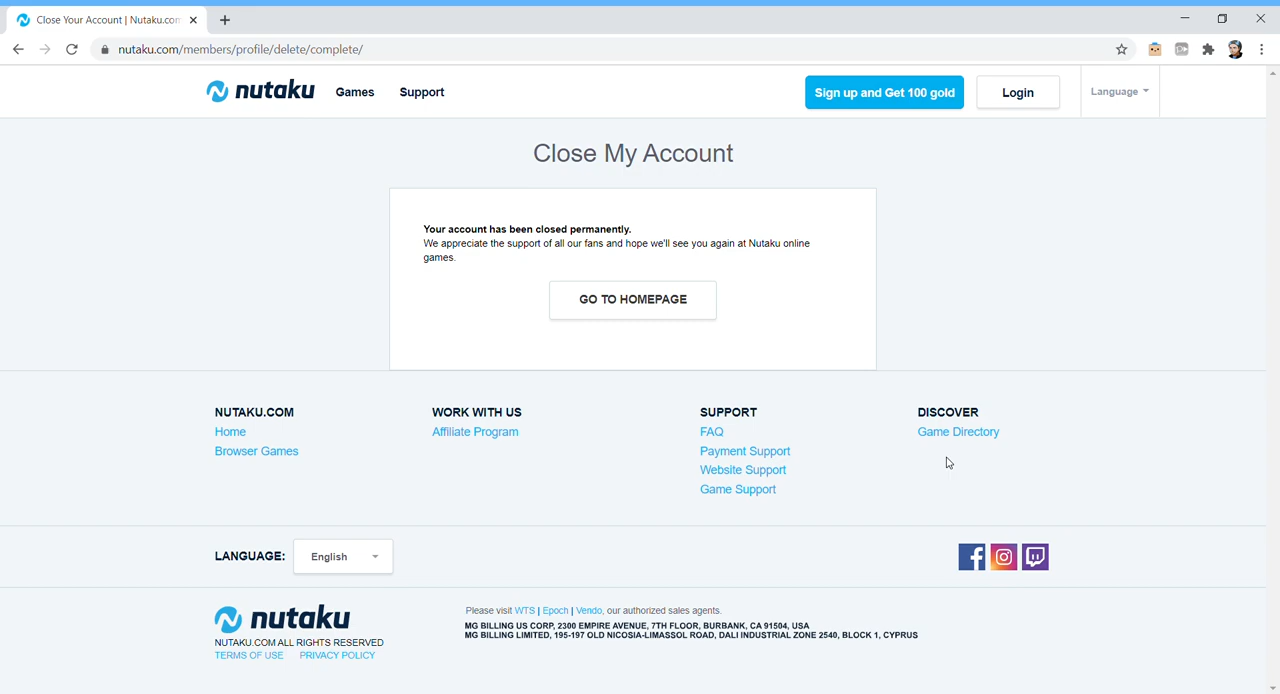 Close Your Account | Nutaku.com
nutaku.com/members/profile/delete/complete/
nutaku
Games
Support
Sign up and Get 100 gold
Login
Language
Close My Account
Your account has been closed permanently.
We appreciate the support of all our fans and hope we'll see you again at Nutaku online
games.
GO TO HOMEPAGE
NUTAKU.COM
Home
Browser Games
WORK WITH US
Affiliate Program
SUPPORT
FAQ
Payment Support
Website Support
Game Support
DISCOVER
Game Directory
LANGUAGE:
English
nutaku
NUTAKU.COM ALL RIGHTS RESERVED
TERMS OF USE PRIVACY POLICY
Please visit WTS | Epoch | Vendo, our authorized sales agents.
MG BILLING US CORP, 2300 EMPIRE AVENUE, 7TH FLOOR, BURBANK, CA 91504, USA
MG BILLING LIMITED, 195-197 OLD NICOSIA-LIMASSOL ROAD, DALI INDUSTRIAL ZONE 2540, BLOCK 1, CYPRUS